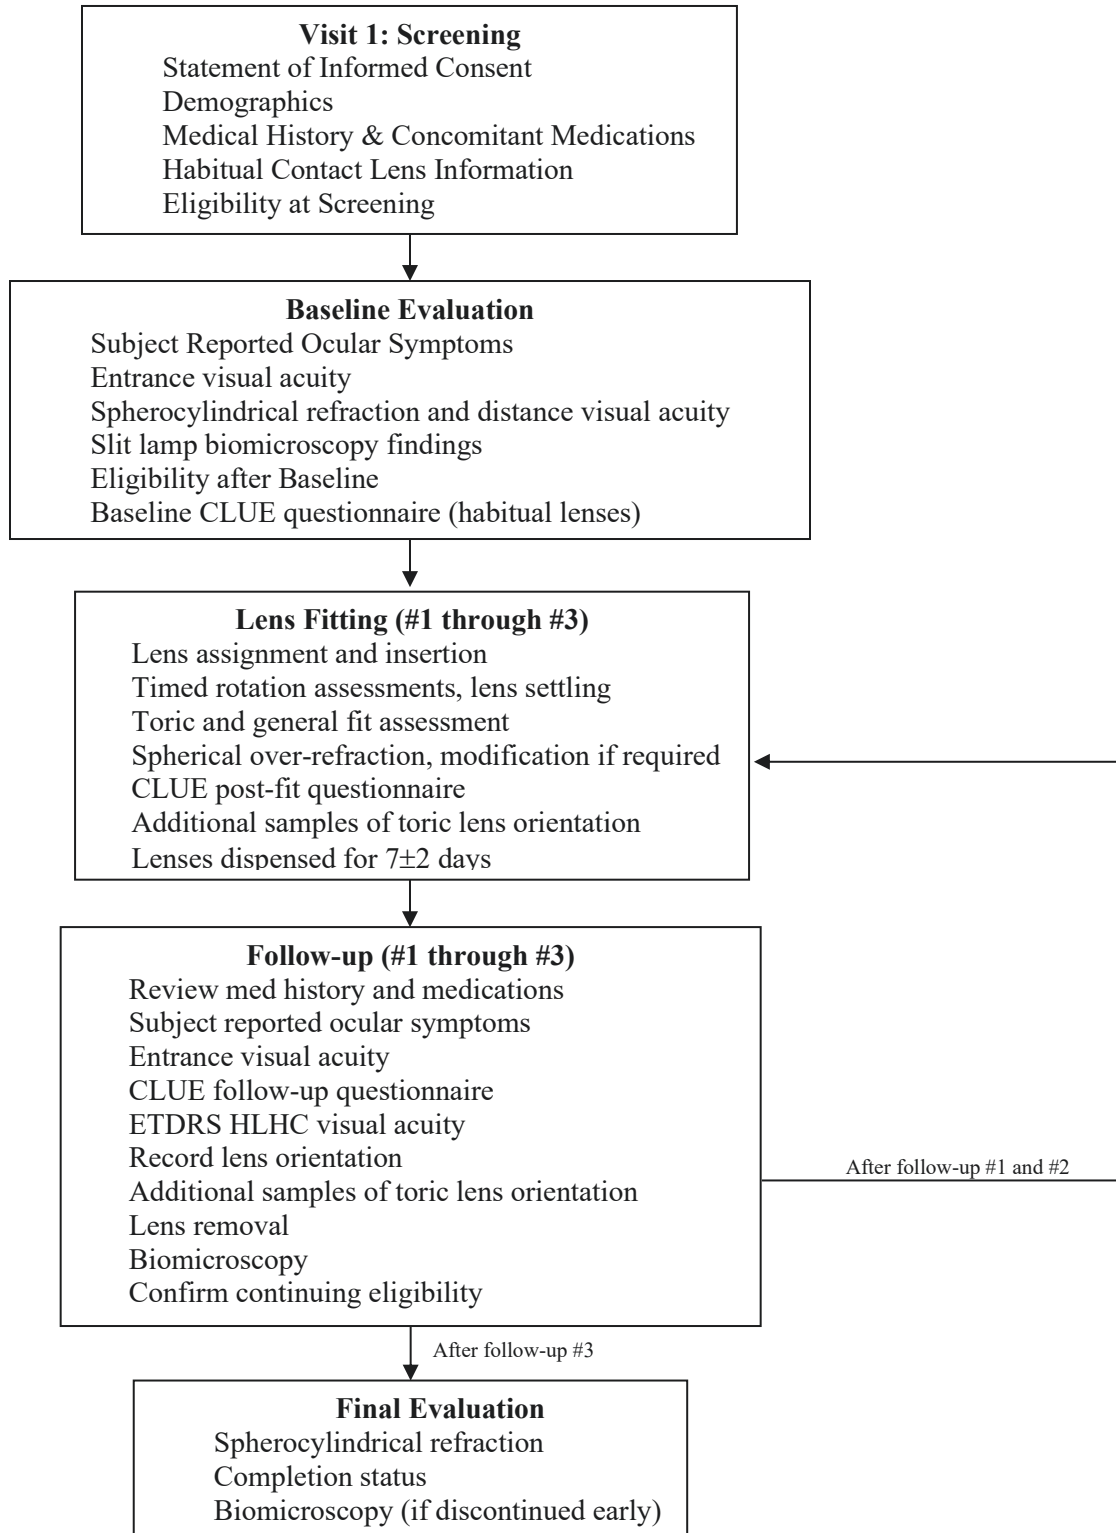 Visit 1: Screening
Statement of Informed Consent
Demographics
Medical History & Concomitant Medications
Habitual Contact Lens Information
Eligibility at Screening
Baseline Evaluation
Subject Reported Ocular Symptoms
Entrance visual acuity
Spherocylindrical refraction and distance visual acuity
Slit lamp biomicroscopy findings
Eligibility after Baseline
Baseline CLUE questionnaire (habitual lenses)
Lens Fitting (#1 through #3)
Lens assignment and insertion
Timed rotation assessments, lens settling
Toric and general fit assessment
Spherical over-refraction, modification if required
CLUE post-fit questionnaire
Additional samples of toric lens orientation
Lenses dispensed for 7±2 days
Follow-up (#1 through #3)
Review med history and medications
Subject reported ocular symptoms
Entrance visual acuity
CLUE follow-up questionnaire
ETDRS HLHC visual acuity
Record lens orientation
Additional samples of toric lens orientation
Lens removal
Biomicroscopy
Confirm continuing eligibility
After follow-up #1 and #2
After follow-up #3
Final Evaluation
Spherocylindrical refraction
Completion status
Biomicroscopy (if discontinued early)